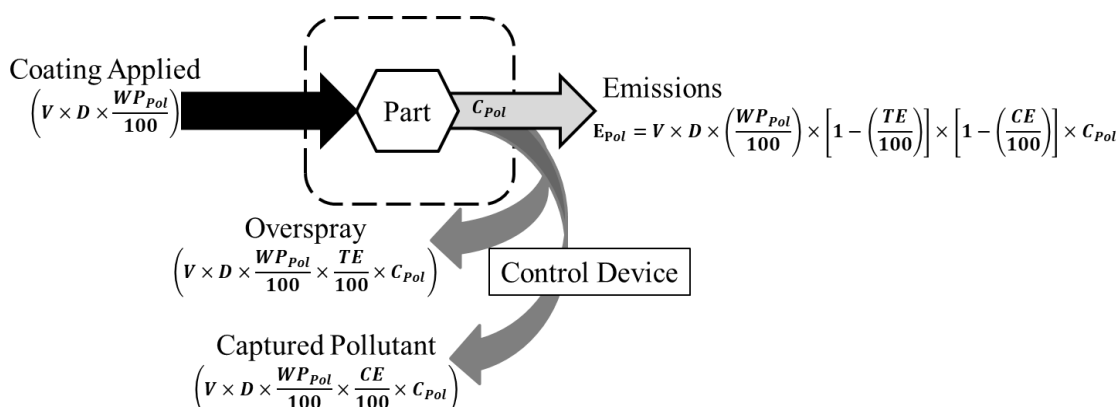 Coating Applied
(V × D × WP_Pol/100)
Part
C_Pol
Emissions
E_Pol = V × D × (WP_Pol/100) × [1 − (TE/100)] × [1 − (CE/100)] × C_Pol
Overspray
(V × D × WP_Pol/100 × TE/100 × C_Pol)
Control Device
Captured Pollutant
(V × D × WP_Pol/100 × CE/100 × C_Pol)